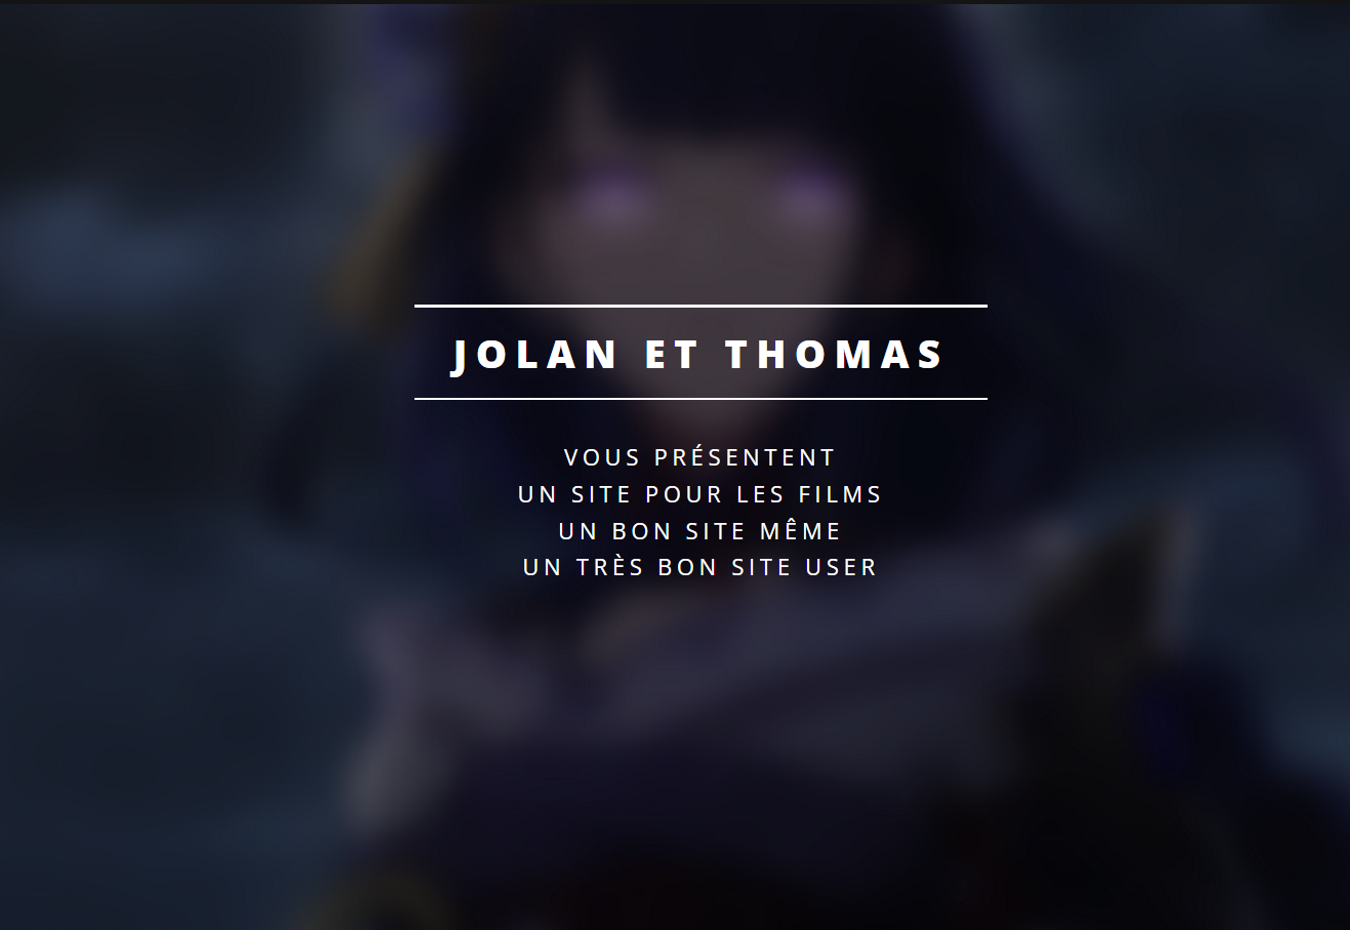 JOLAN ET THOMAS
VOUS PRÉSENTENT
UN SITE POUR LES FILMS
UN BON SITE MÊME
UN TRÈS BON SITE USER